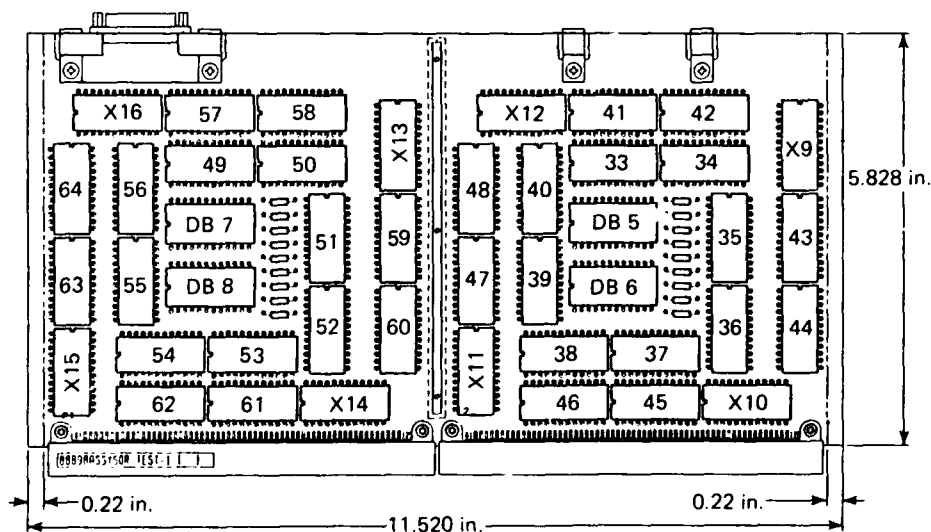 X16 57 58 X12 41 42
X13 X9
49 50 33 34
64 56 48 40
5.828 in.
DB 7 DB 5
51 59 35 43
63 55 DB 8 47 39 DB 6
52 60 36 44
54 53 38 37
X15 X11
62 61 X14 46 45 X10
0.22 in. 0.22 in.
11.520 in.